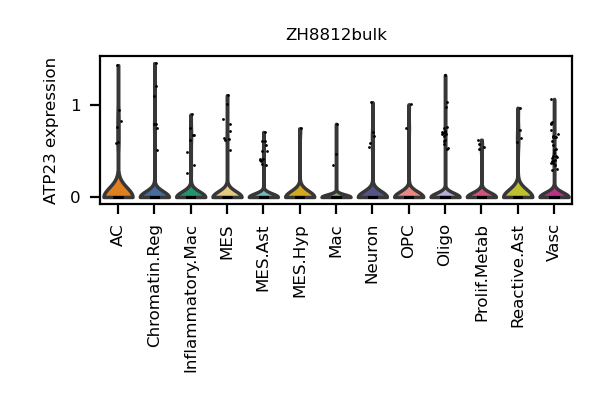 ZH8812bulk
ATP23 expression
1
0
AC
Chromatin.Reg
Inflammatory.Mac
MES
MES.Ast
MES.Hyp
Mac
Neuron
OPC
Oligo
Prolif.Metab
Reactive.Ast
Vasc